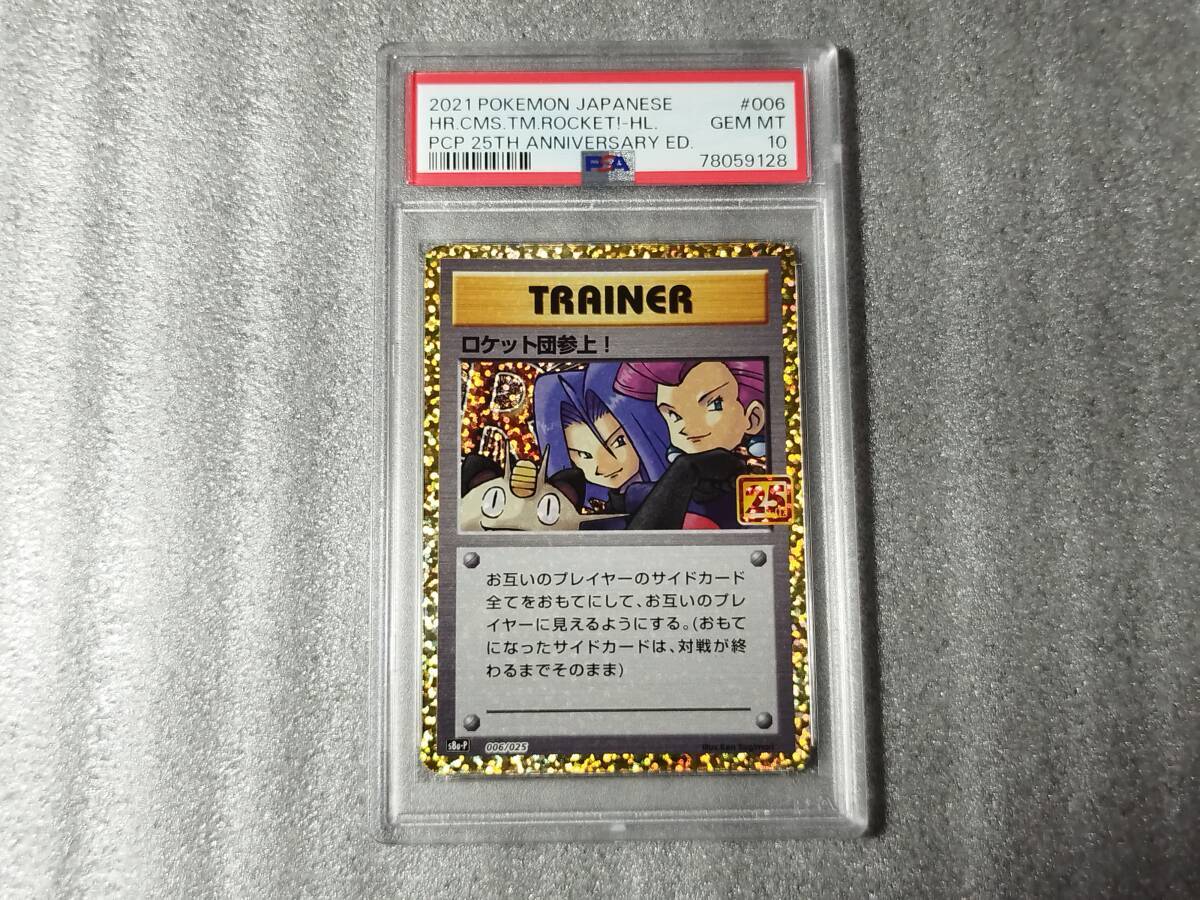 2021 POKEMON JAPANESE #006
HR.CMS.TM.ROCKET!-HL. GEM MT
PCP 25TH ANNIVERSARY ED. 10
PSA 78059128
TRAINER
ロケット団参上!
25th
お互いのプレイヤーのサイドカード
全てをおもてにして、お互いのプレ
イヤーに見えるようにする。(おもて
になったサイドカードは、対戦が終
わるまでそのまま)
s8a-P 006/025 Illus. Ken Sugimori